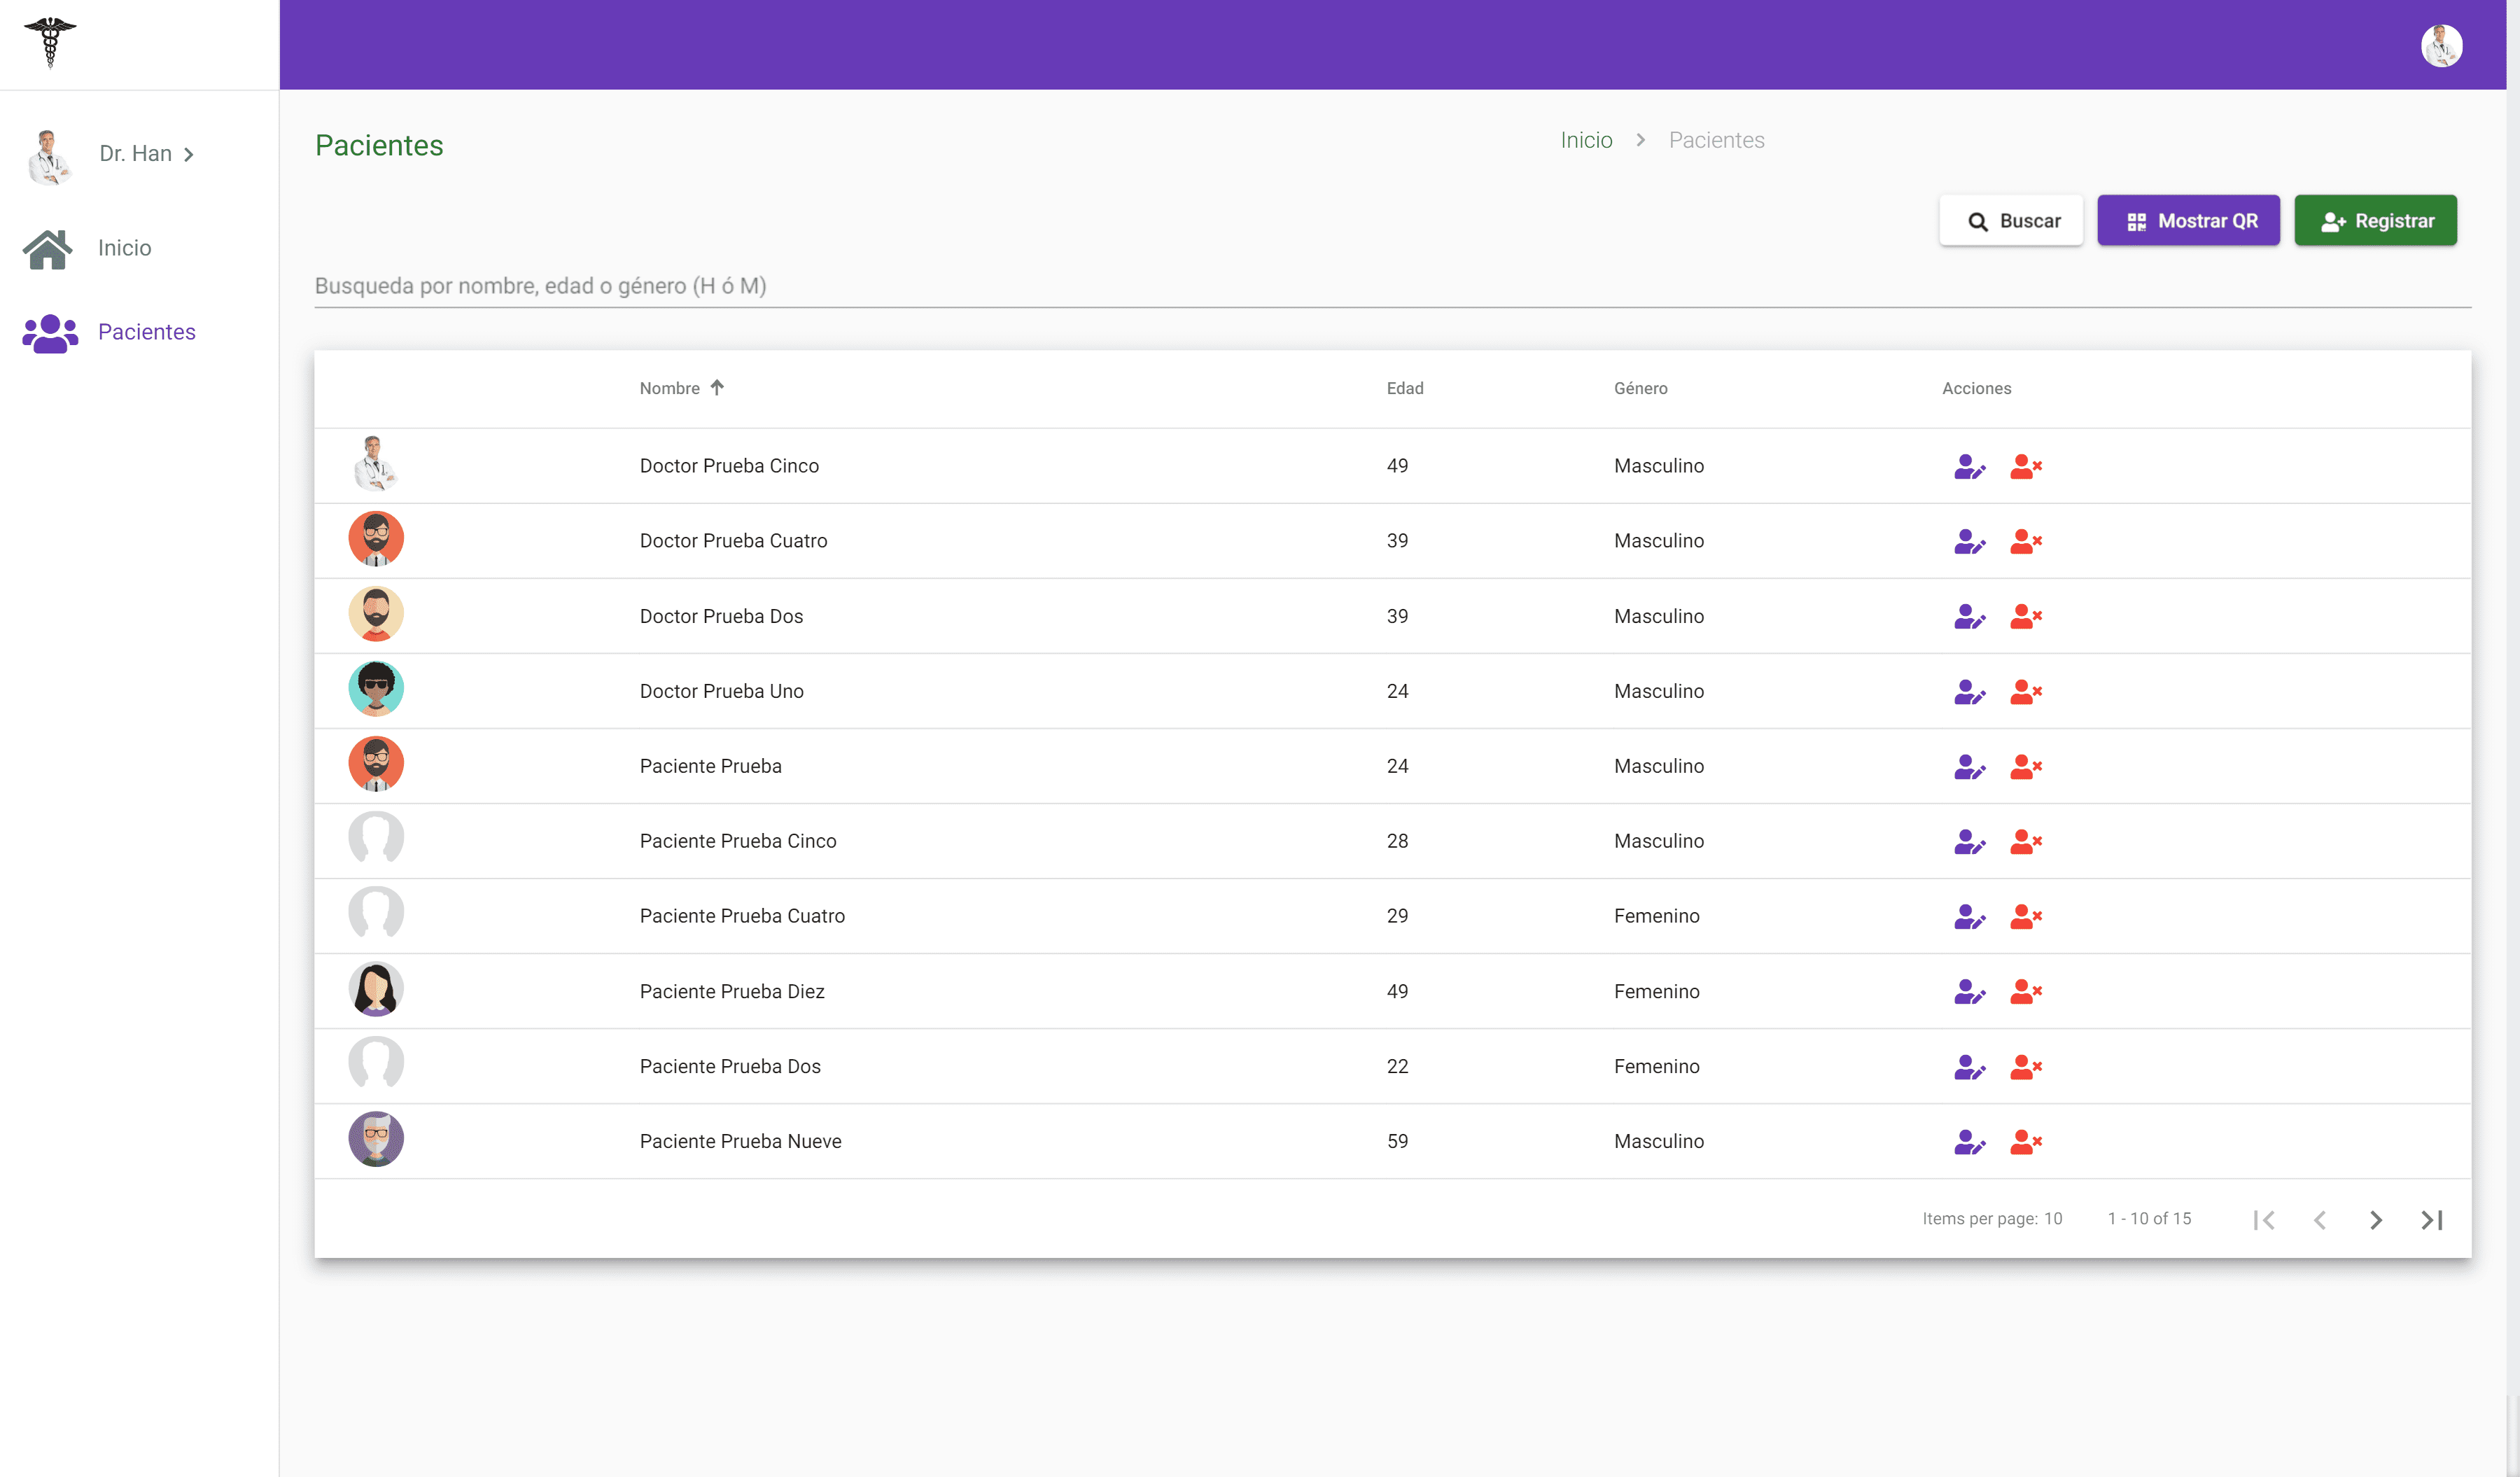 Dr. Han
Inicio
Pacientes
Pacientes
Inicio > Pacientes
Buscar
Mostrar QR
Registrar
Busqueda por nombre, edad o género (H ó M)
Nombre Edad Género Acciones
Doctor Prueba Cinco 49 Masculino
Doctor Prueba Cuatro 39 Masculino
Doctor Prueba Dos 39 Masculino
Doctor Prueba Uno 24 Masculino
Paciente Prueba 24 Masculino
Paciente Prueba Cinco 28 Masculino
Paciente Prueba Cuatro 29 Femenino
Paciente Prueba Diez 49 Femenino
Paciente Prueba Dos 22 Femenino
Paciente Prueba Nueve 59 Masculino
Items per page: 10 1 - 10 of 15